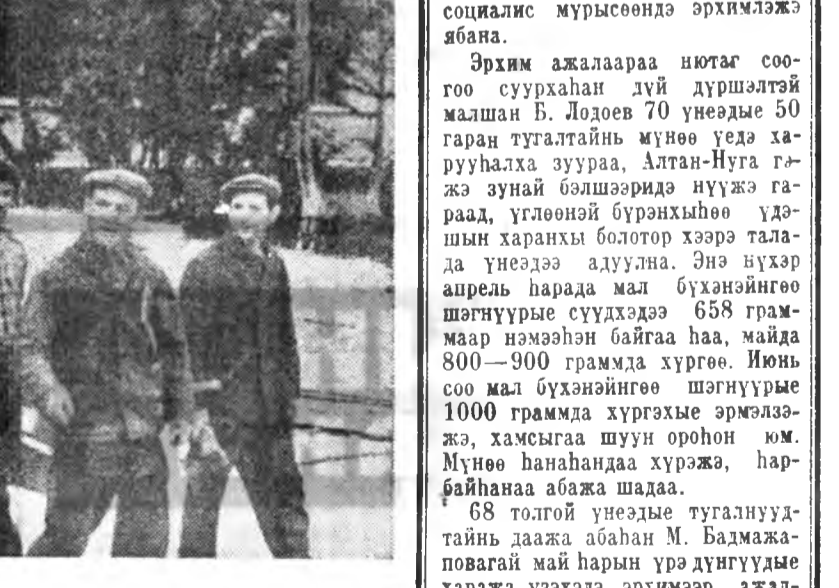 социалис мүрысөөндэ эрхимлэжэ
ябана.
Эрхим ажалаараа нютаг соо-
гоо суурхаһан дүй дүршэлтэй
малшан Б. Лодоев 70 үнеэдые 50
гаран тугалтайнь мүнөө үедэ ха-
рууһалха зуураа, Алтан-Нуга гэ-
жэ зунай бэлшээридэ нүүжэ га-
раад, үглөөнэй бүрэнхыһөө үдэ-
шын харанхы болотор хээрэ тала-
да үнеэдээ адуулна. Энэ нүхэр
апрель һарада мал бүхэнэйнгөө
шэгнүүрые сүүдхэдээ 658 грам-
маар нэмээһэн байгаа һаа, майда
800—900 граммда хүргөө. Июнь
соо мал бүхэнэйнгөө шэгнүүрые
1000 граммда хүргэхые эрмэлзэ-
жэ, хамсыгаа шуун ороһон юм.
Мүнөө һанаһандаа хүрэжэ, һар-
байһанаа абажа шадаа.
68 толгой үнеэдые тугалнууд-
тайнь даажа абаһан М. Бадмажа-
повагай май һарын үрэ дүнгүүдые
хаража үзэхэдэ, эрхимээр ажал-